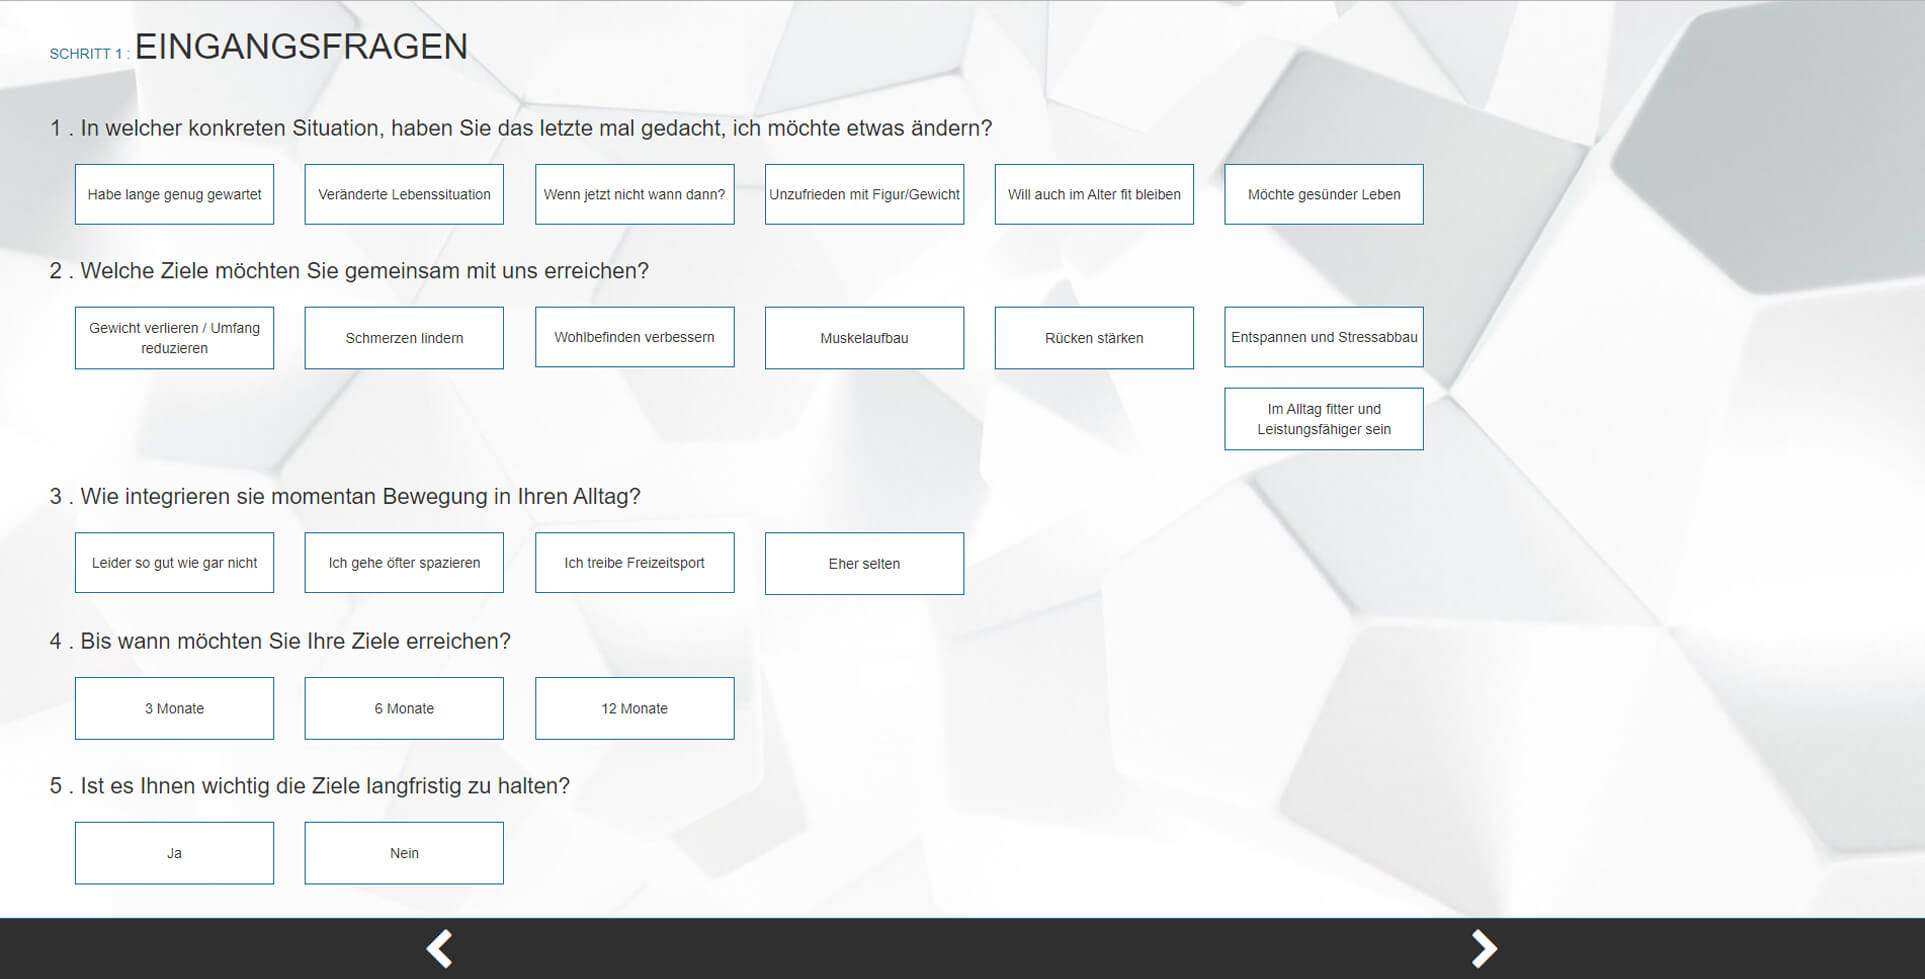 SCHRITT 1 : EINGANGSFRAGEN
1 . In welcher konkreten Situation, haben Sie das letzte mal gedacht, ich möchte etwas ändern?
Habe lange genug gewartet
Veränderte Lebenssituation
Wenn jetzt nicht wann dann?
Unzufrieden mit Figur/Gewicht
Will auch im Alter fit bleiben
Möchte gesünder Leben
2 . Welche Ziele möchten Sie gemeinsam mit uns erreichen?
Gewicht verlieren / Umfang
reduzieren
Schmerzen lindern
Wohlbefinden verbessern
Muskelaufbau
Rücken stärken
Entspannen und Stressabbau
Im Alltag fitter und
Leistungsfähiger sein
3 . Wie integrieren sie momentan Bewegung in Ihren Alltag?
Leider so gut wie gar nicht
Ich gehe öfter spazieren
Ich treibe Freizeitsport
Eher selten
4 . Bis wann möchten Sie Ihre Ziele erreichen?
3 Monate
6 Monate
12 Monate
5 . Ist es Ihnen wichtig die Ziele langfristig zu halten?
Ja
Nein